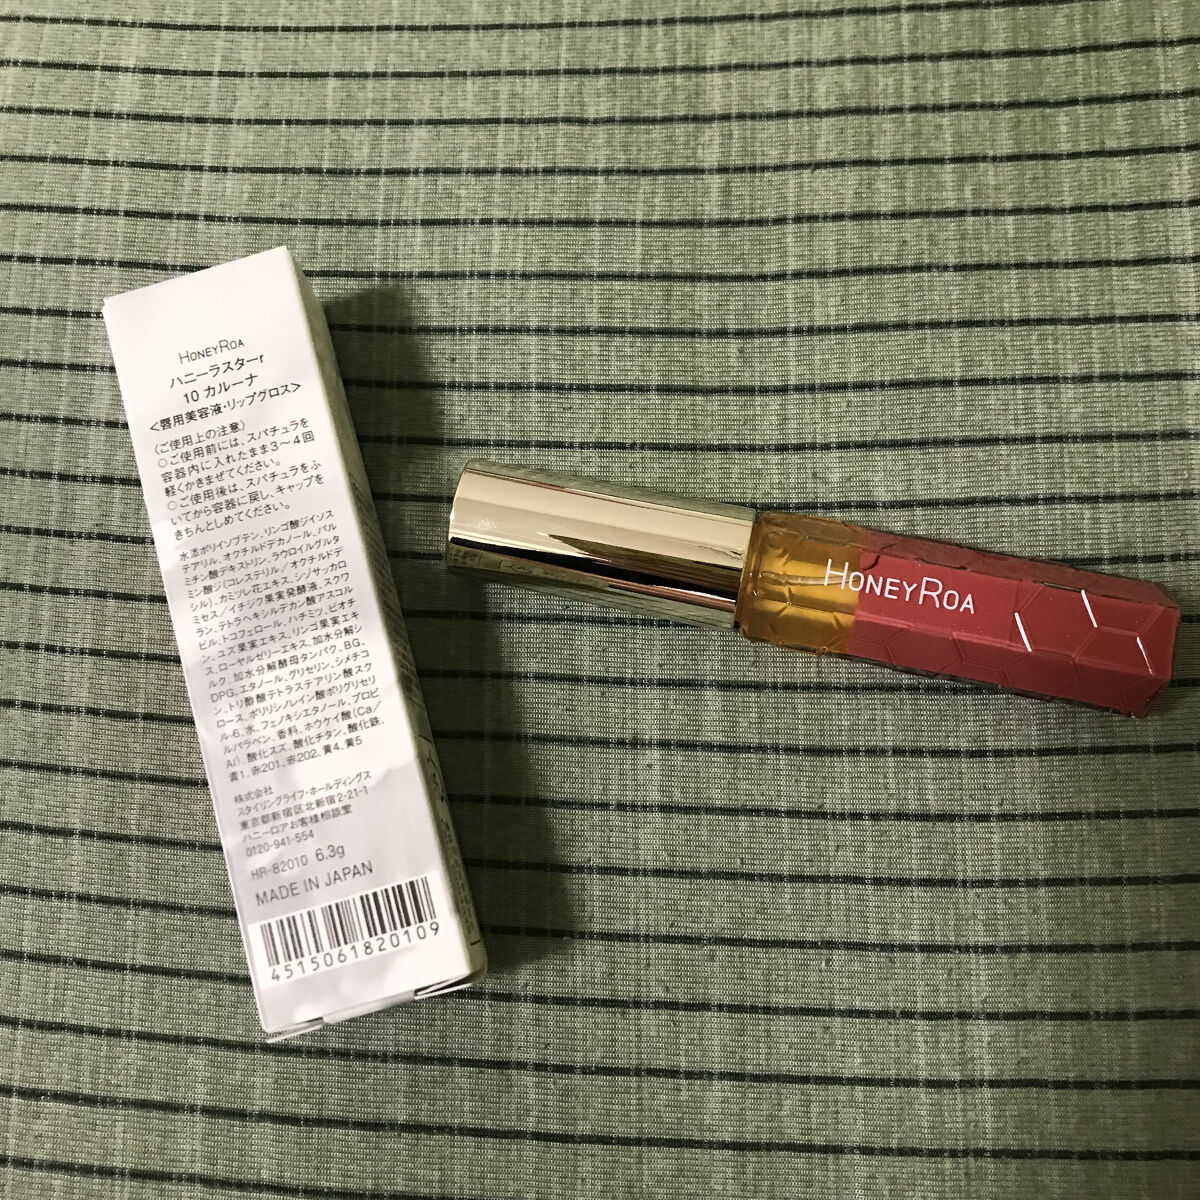 HONEYROA
ハニーラスターr
10 カルーナ
<唇用美容液・リップグロス>
〈ご使用上の注意〉
○ご使用前には、スパチュラを
容器内に入れたまま3～4回
軽くかきまぜてください。
○ご使用後は、スパチュラをふ
いてから容器に戻し、キャップを
きちんとしめてください。
水添ポリイソブテン、リンゴ酸ジイソス
テアリル、オクチルドデカノール、パル
ミチン酸デキストリン、ラウロイルグルタ
ミン酸ジ(コレステリル／オクチルドデ
シル)、カミツレ花エキス、シゾサッカロ
ミセス／イチジク果実発酵液、スクワ
ラン、テトラヘキシルデカン酸アスコル
ビル、トコフェロール、ハチミツ、ビオチ
ン、ユズ果実エキス、リンゴ果実エキ
ス、ローヤルゼリーエキス、加水分解シ
ルク、加水分解酵母タンパク、BG、
DPG、エタノール、グリセリン、シメチコ
ン、トリ酢酸テトラステアリン酸スク
ロース、ポリリシノレイン酸ポリグリセリ
ル-6、水、フェノキシエタノール、プロピ
ルパラベン、香料、ホウケイ酸(Ca／
Al)、酸化スズ、酸化チタン、酸化鉄、
青1、赤201、赤202、黄4、黄5
株式会社
スタイリングライフ・ホールディングス
東京都新宿区北新宿2-21-1
ハニーロアお客様相談室
0120-941-554
HR-82010 6.3g
MADE IN JAPAN
4515061820109
HONEYROA